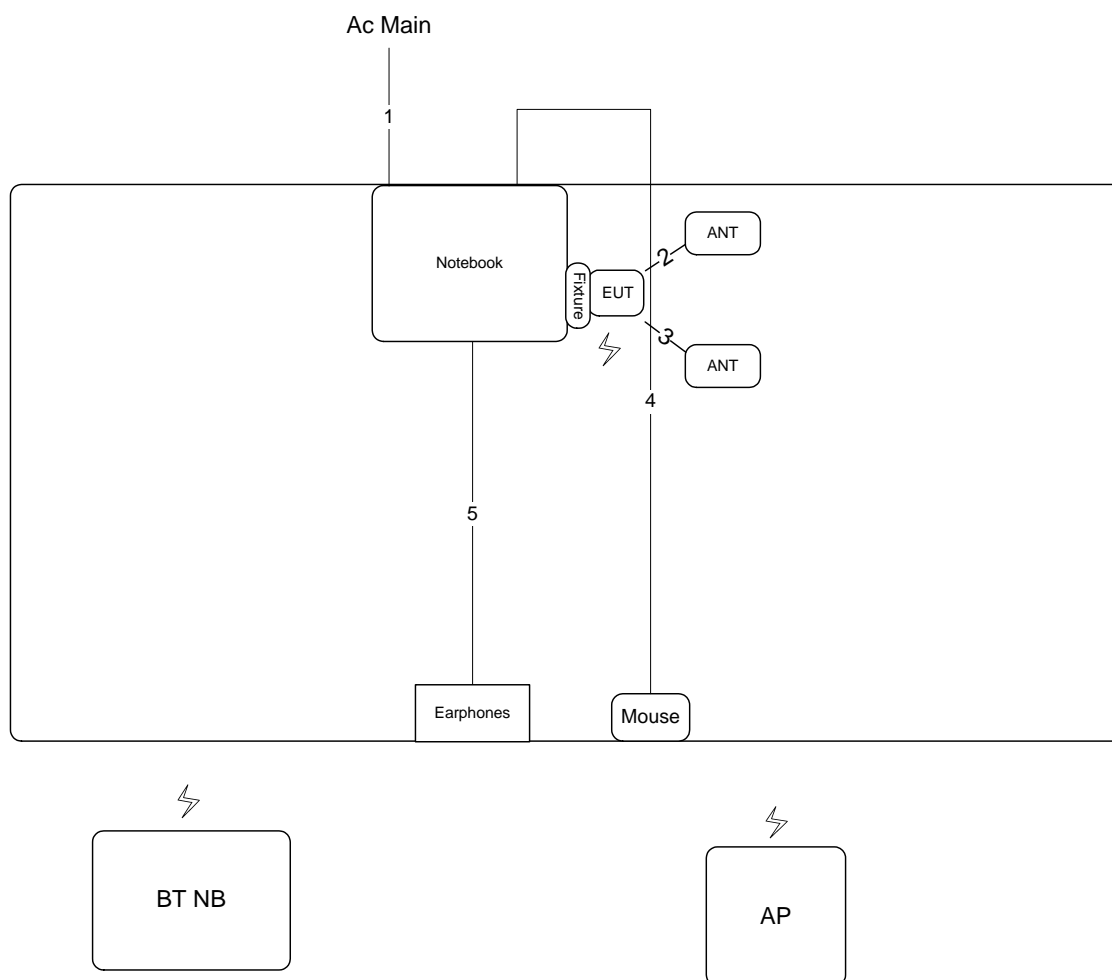 Ac Main
1
ANT
2
Notebook
Fixture
EUT
3
ANT
4
5
Earphones
Mouse
BT NB
AP